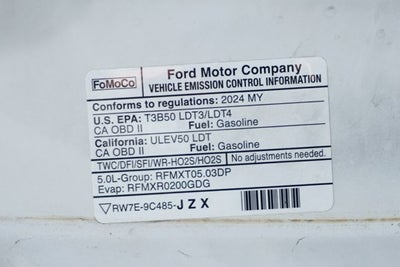 FoMoCo
Ford Motor Company
VEHICLE EMISSION CONTROL INFORMATION
Conforms to regulations: 2024 MY
U.S. EPA: T3B50 LDT3/LDT4
CA OBD II Fuel: Gasoline
California: ULEV50 LDT
CA OBD II Fuel: Gasoline
TWC/DFI/SFI/WR-HO2S/HO2S
No adjustments needed.
5.0L-Group: RFMXT05.03DP
Evap: RFMXR0200GDG
RW7E-9C485-JZX